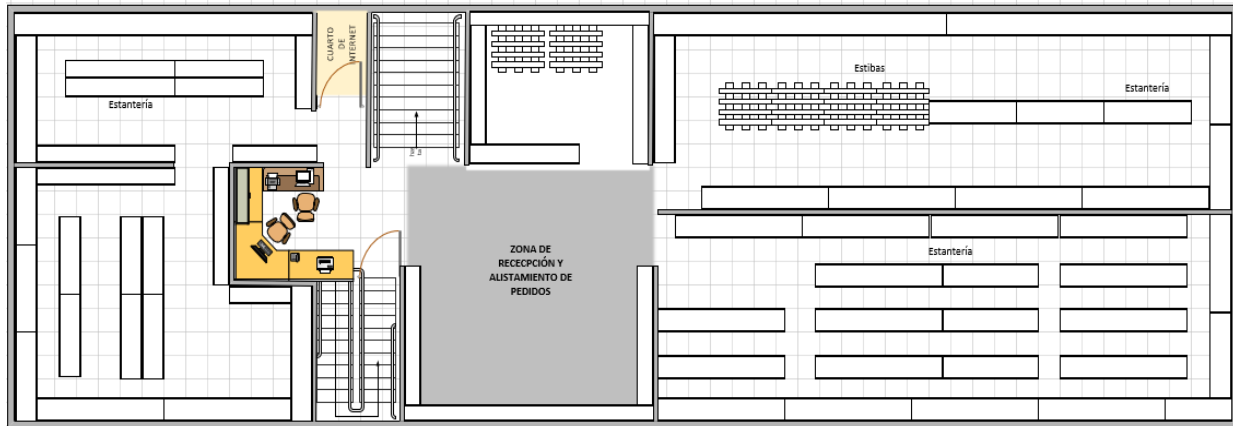 CUARTO
DE
INTERNET
Estantería
Estibas
Estantería
ZONA DE
RECECPCIÓN Y
ALISTAMIENTO DE
PEDIDOS
Estantería